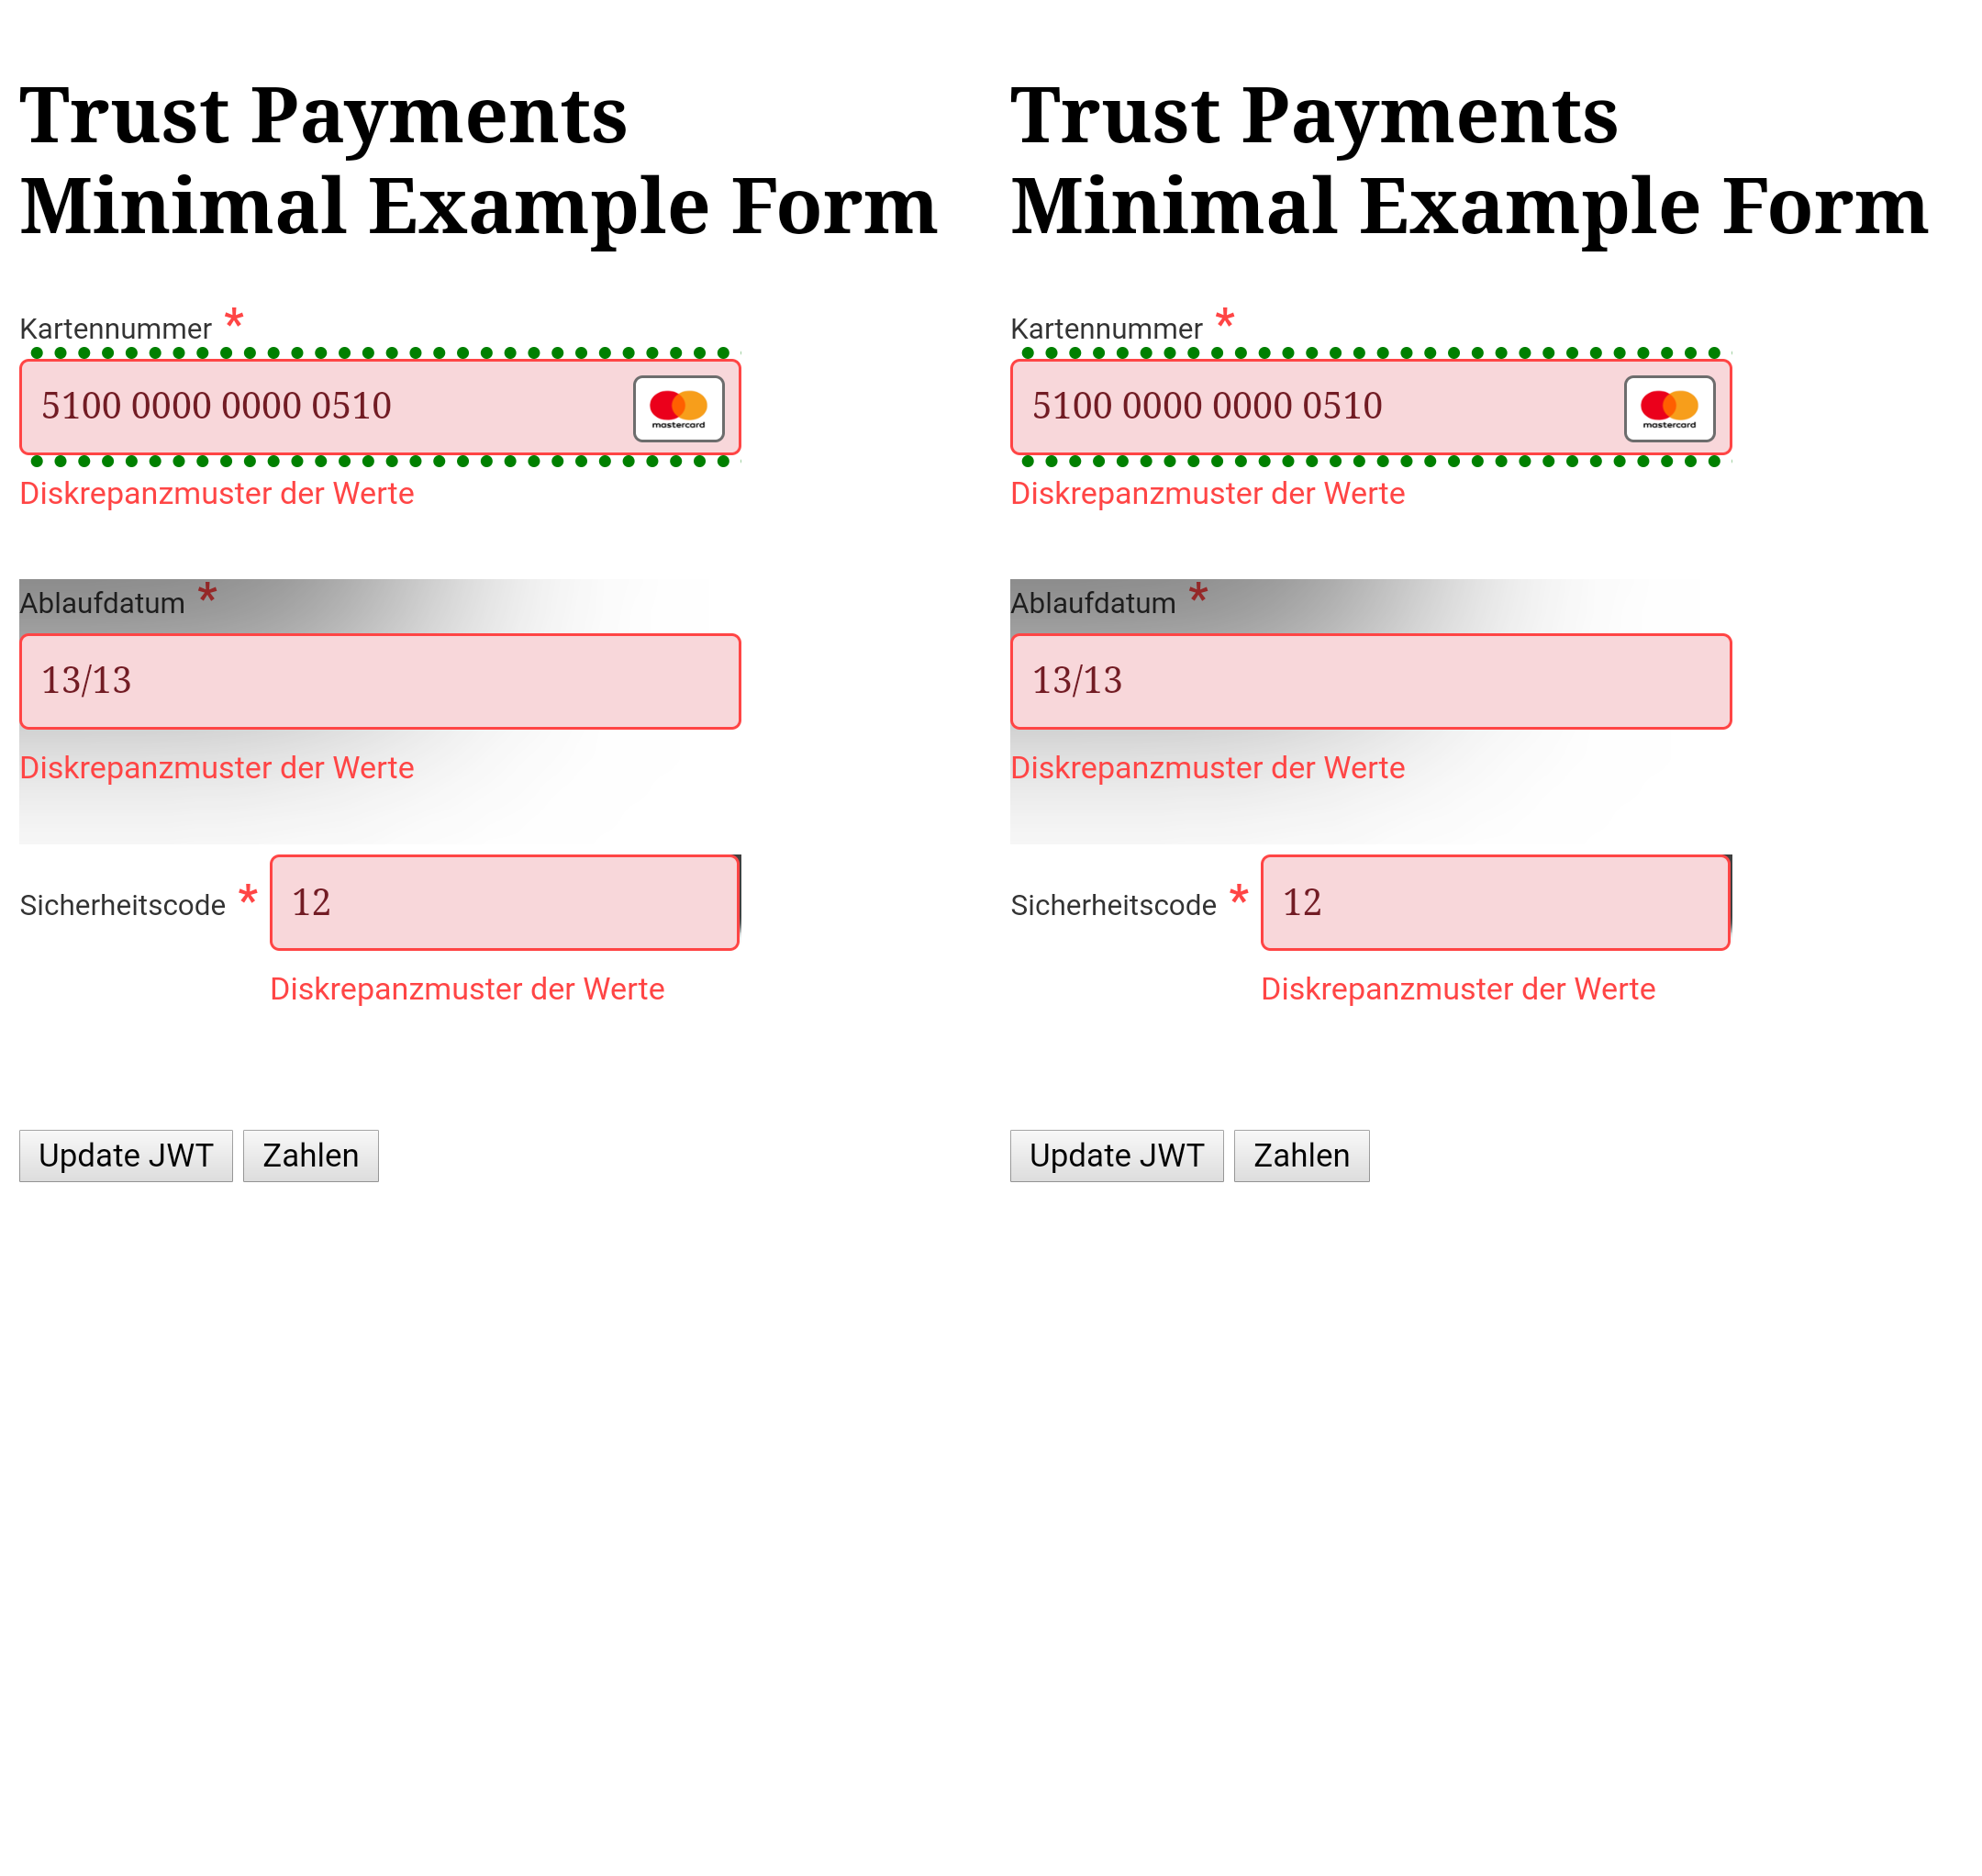 Trust Payments
Minimal Example Form
Kartennummer *
5100 0000 0000 0510
mastercard
Diskrepanzmuster der Werte
Ablaufdatum *
13/13
Diskrepanzmuster der Werte
Sicherheitscode *
12
Diskrepanzmuster der Werte
Update JWT
Zahlen
Trust Payments
Minimal Example Form
Kartennummer *
5100 0000 0000 0510
mastercard
Diskrepanzmuster der Werte
Ablaufdatum *
13/13
Diskrepanzmuster der Werte
Sicherheitscode *
12
Diskrepanzmuster der Werte
Update JWT
Zahlen